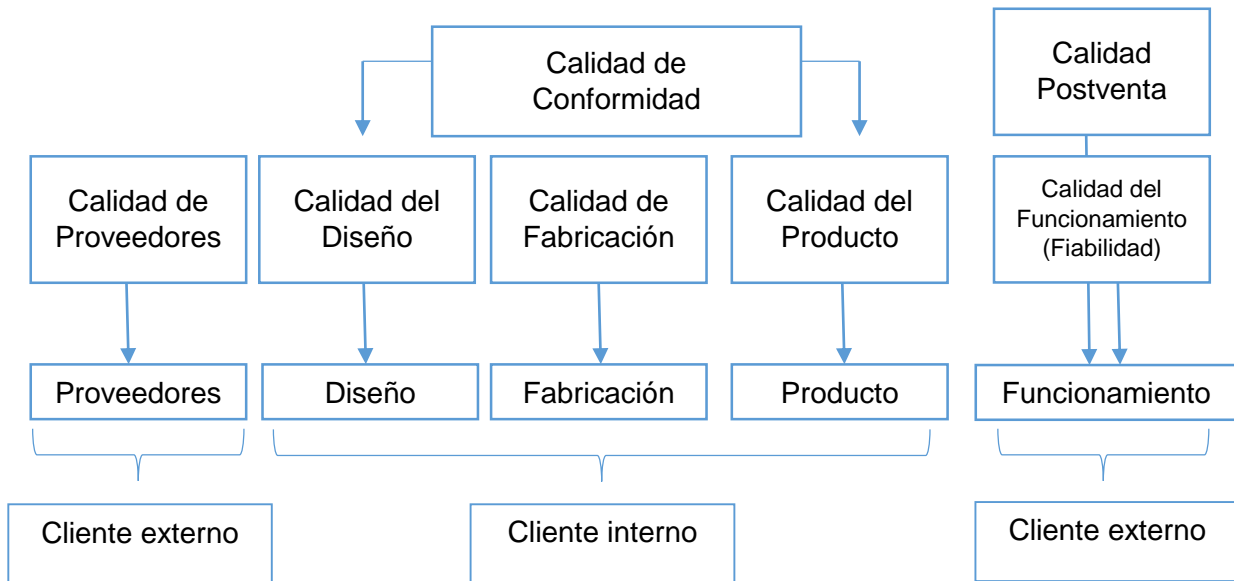 Calidad de
Conformidad
Calidad
Postventa
Calidad de
Proveedores
Calidad del
Diseño
Calidad de
Fabricación
Calidad del
Producto
Calidad del
Funcionamiento
(Fiabilidad)
Proveedores
Diseño
Fabricación
Producto
Funcionamiento
Cliente externo
Cliente interno
Cliente externo